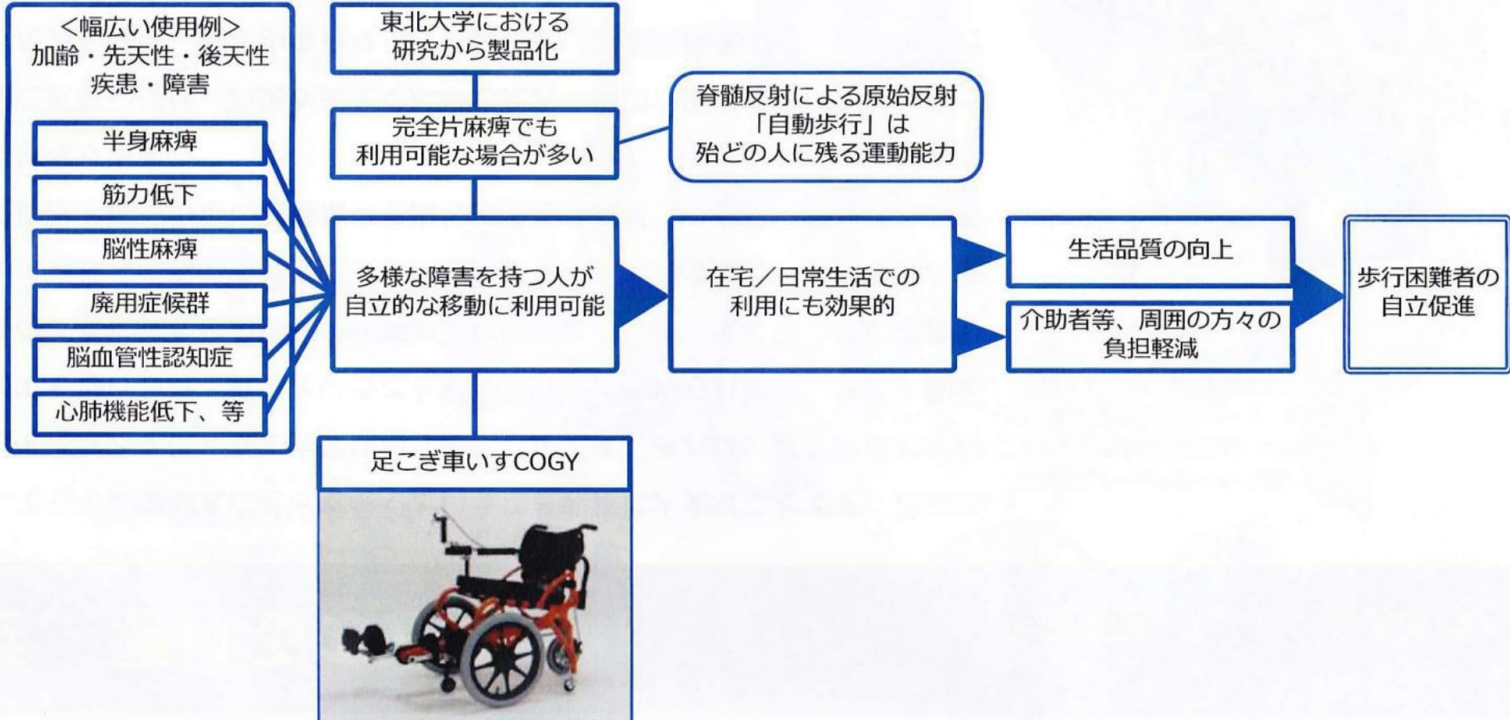 ＜幅広い使用例＞
加齢・先天性・後天性
疾患・障害
半身麻痺
筋力低下
脳性麻痺
廃用症候群
脳血管性認知症
心肺機能低下、等
東北大学における
研究から製品化
完全片麻痺でも
利用可能な場合が多い
脊髄反射による原始反射
「自動歩行」は
殆どの人に残る運動能力
多様な障害を持つ人が
自立的な移動に利用可能
足こぎ車いすCOGY
在宅／日常生活での
利用にも効果的
生活品質の向上
介助者等、周囲の方々の
負担軽減
歩行困難者の
自立促進